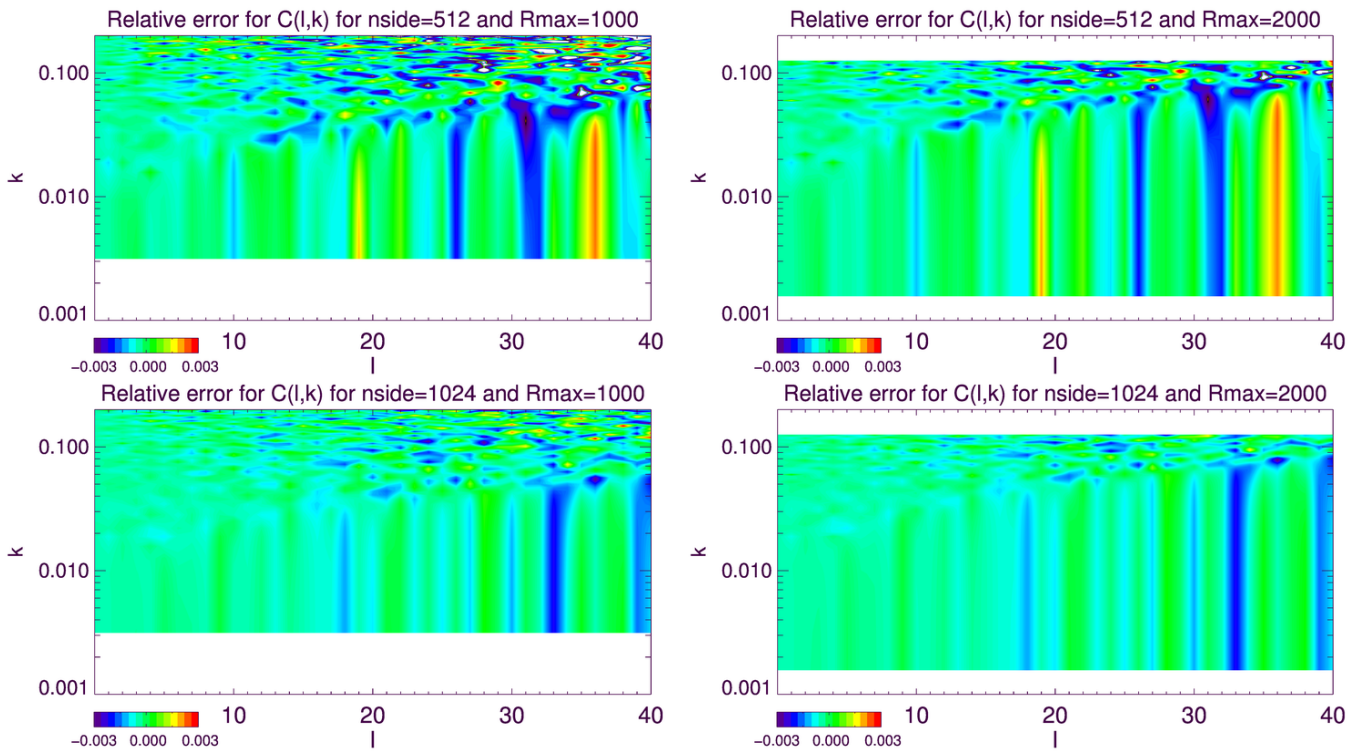 Relative error for C(l,k) for nside=512 and Rmax=1000
0.100
0.010
0.001
k
10 20 30 40
l
−0.003 0.000 0.003
Relative error for C(l,k) for nside=512 and Rmax=2000
0.100
0.010
0.001
k
10 20 30 40
l
−0.003 0.000 0.003
Relative error for C(l,k) for nside=1024 and Rmax=1000
0.100
0.010
0.001
k
10 20 30 40
l
−0.003 0.000 0.003
Relative error for C(l,k) for nside=1024 and Rmax=2000
0.100
0.010
0.001
k
10 20 30 40
l
−0.003 0.000 0.003